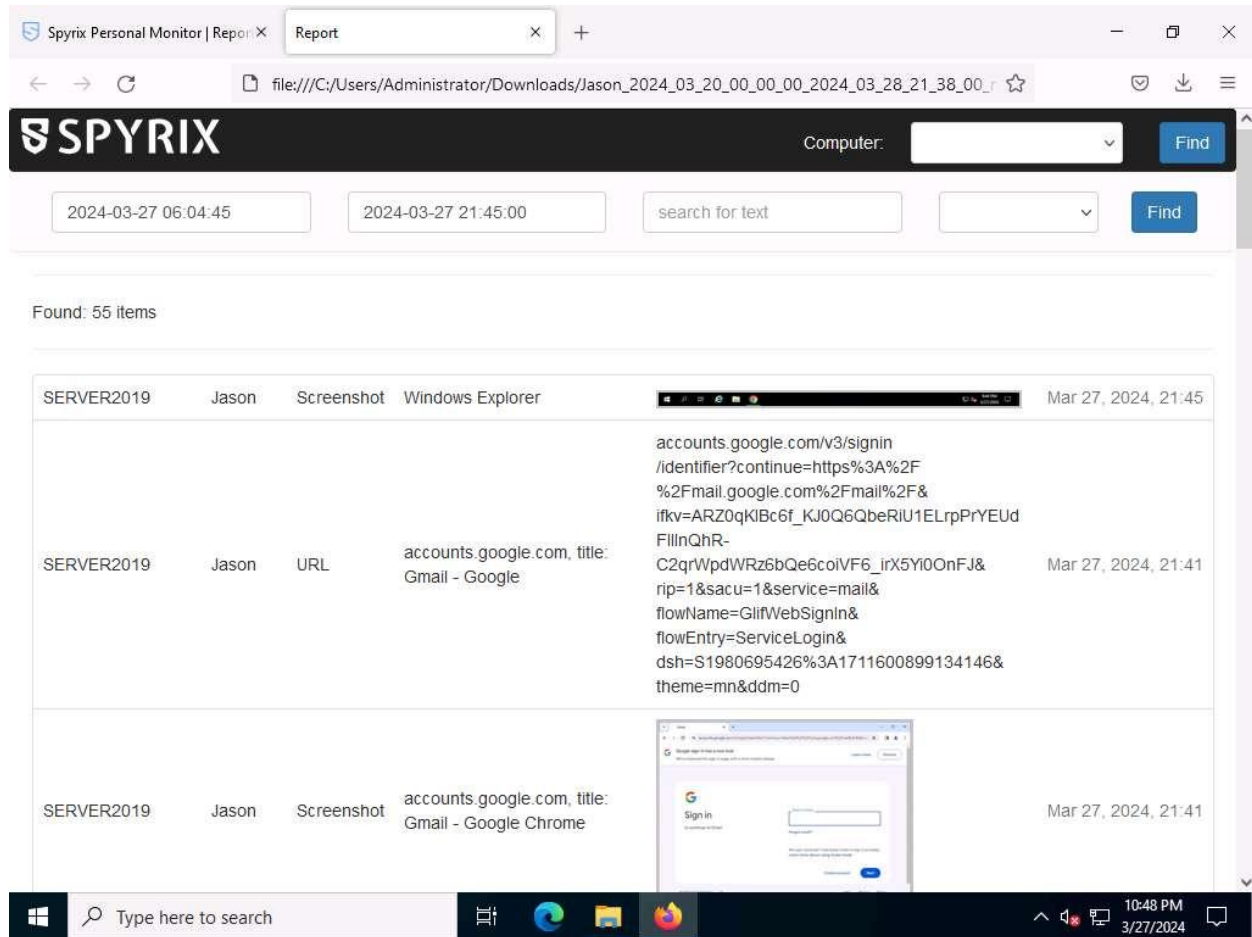 Spyrix Personal Monitor | Repor
Report
file:///C:/Users/Administrator/Downloads/Jason_2024_03_20_00_00_00_2024_03_28_21_38_00_r
SPYRIX
Computer:
Find
2024-03-27 06:04:45
2024-03-27 21:45:00
search for text
Find
Found: 55 items
SERVER2019 Jason Screenshot Windows Explorer Mar 27, 2024, 21:45
SERVER2019 Jason URL
accounts.google.com, title:
Gmail - Google
accounts.google.com/v3/signin
/identifier?continue=https%3A%2F
%2Fmail.google.com%2Fmail%2F&
ifkv=ARZ0qKlBc6f_KJ0Q6QbeRiU1ELrpPrYEUd
FlIlnQhR-
C2qrWpdWRz6bQe6coiVF6_irX5Yi0OnFJ&
rip=1&sacu=1&service=mail&
flowName=GlifWebSignIn&
flowEntry=ServiceLogin&
dsh=S1980695426%3A1711600899134146&
theme=mn&ddm=0
Mar 27, 2024, 21:41
SERVER2019 Jason Screenshot
accounts.google.com, title:
Gmail - Google Chrome
Sign in
Mar 27, 2024, 21:41
Type here to search
10:48 PM
3/27/2024